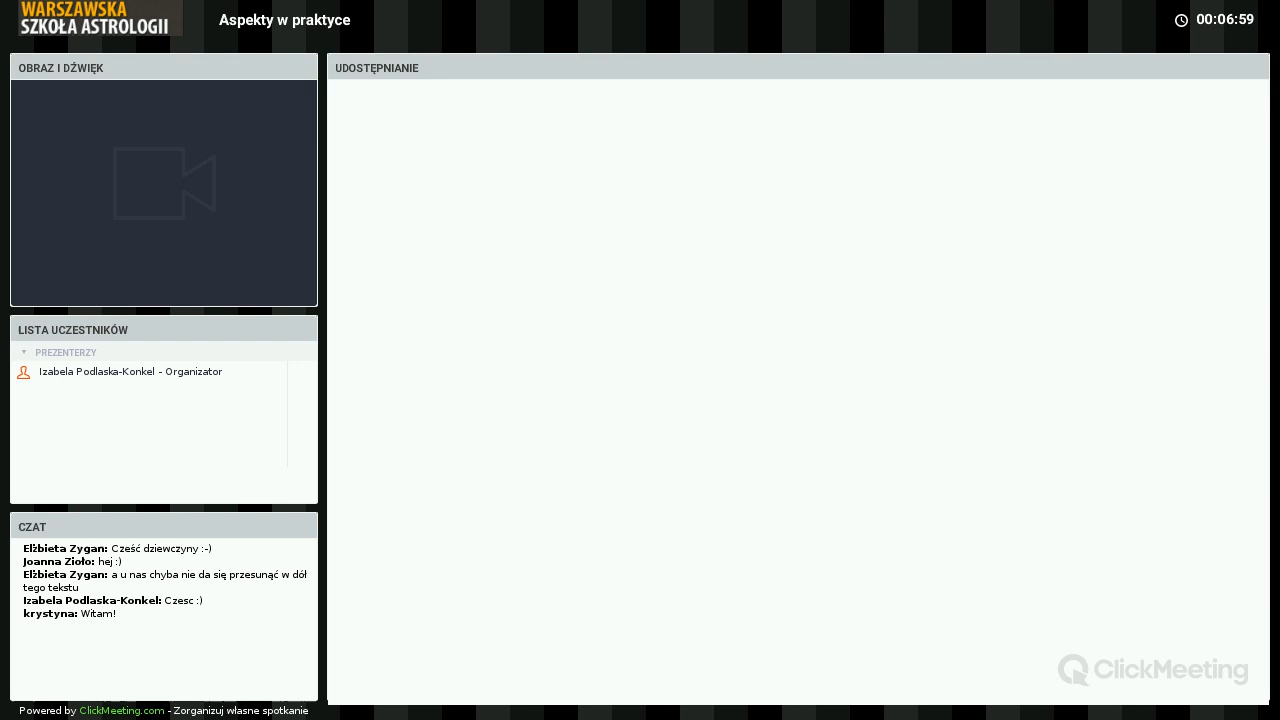 WARSZAWSKA
SZKOŁA ASTROLOGII
Aspekty w praktyce
00:06:59
OBRAZ I DŹWIĘK
UDOSTĘPNIANIE
LISTA UCZESTNIKÓW
PREZENTERZY
Izabela Podlaska-Konkel - Organizator
CZAT
Elżbieta Zygan: Cześć dziewczyny :-)
Joanna Zioło: hej :)
Elżbieta Zygan: a u nas chyba nie da się przesunąć w dół
tego tekstu
Izabela Podlaska-Konkel: Czesc :)
krystyna: Witam!
ClickMeeting
Powered by ClickMeeting.com - Zorganizuj własne spotkanie